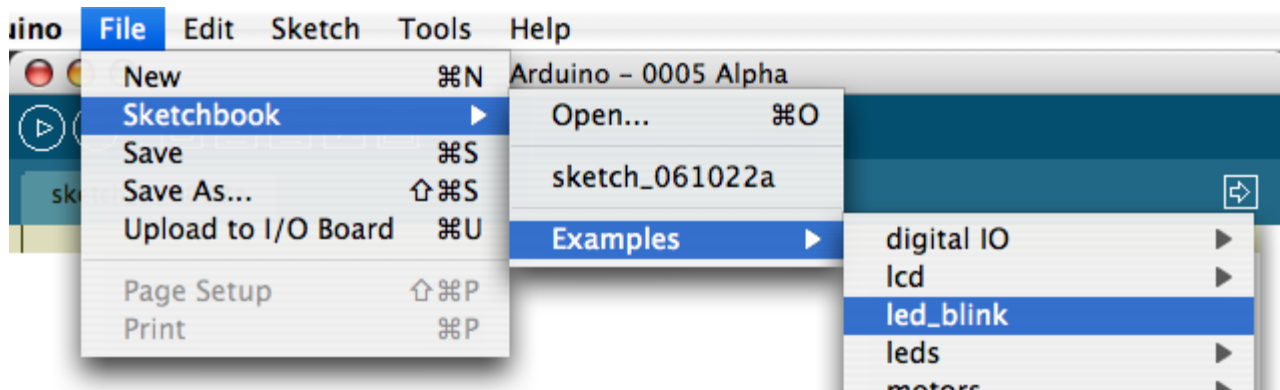 File Edit Sketch Tools Help
Arduino – 0005 Alpha
New ⌘N
Sketchbook
Save ⌘S
Save As... ⇧⌘S
Upload to I/O Board ⌘U
Page Setup ⇧⌘P
Print ⌘P
Open... ⌘O
sketch_061022a
Examples
digital IO
lcd
led_blink
leds
motors